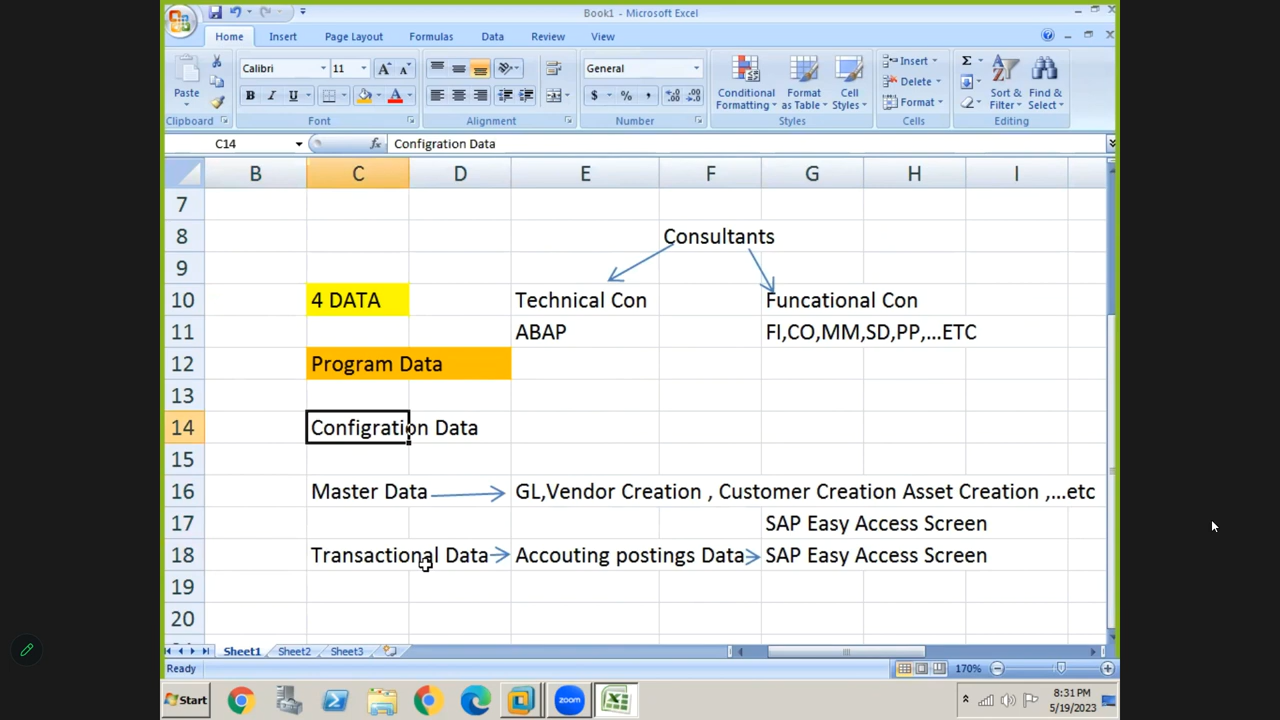 Book1 - Microsoft Excel
Home Insert Page Layout Formulas Data Review View
Paste
Calibri 11
General
Conditional Formatting
Format as Table
Cell Styles
Insert
Delete
Format
Sort & Filter
Find & Select
Clipboard Font Alignment Number Styles Cells Editing
C14 fx Configration Data
B C D E F G H I
7
8 Consultants
9
10 4 DATA Technical Con Funcational Con
11 ABAP FI,CO,MM,SD,PP,...ETC
12 Program Data
13
14 Configration Data
15
16 Master Data GL,Vendor Creation , Customer Creation Asset Creation ,...etc
17 SAP Easy Access Screen
18 Transactional Data Accouting postings Data SAP Easy Access Screen
19
20
Sheet1 Sheet2 Sheet3
Ready 170%
Start zoom 8:31 PM
5/19/2023